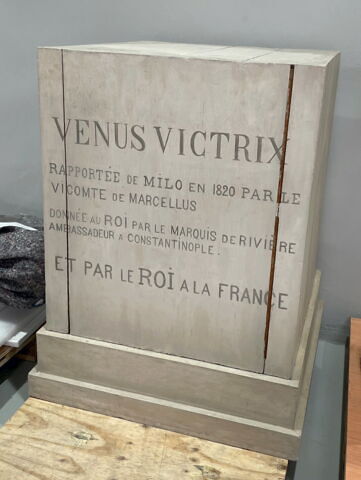 VENUS VICTRIX
RAPPORTÉE DE MILO EN 1820 PAR LE
VICOMTE DE MARCELLUS
DONNÉE AU ROI PAR LE MARQUIS DE RIVIÈRE
AMBASSADEUR A CONSTANTINOPLE.
ET PAR LE ROI A LA FRANCE